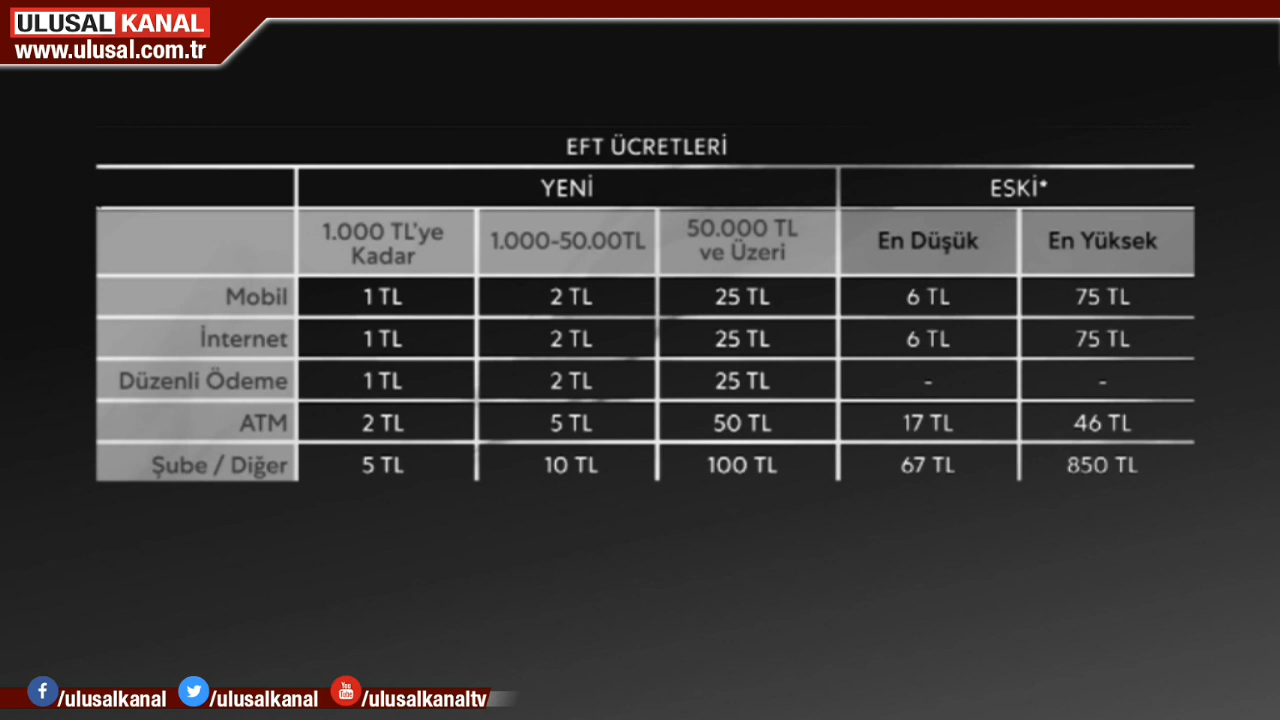 ULUSAL KANAL
www.ulusal.com.tr
EFT ÜCRETLERİ
YENİ ESKİ*
1.000 TL'ye Kadar 1.000-50.00TL 50.000 TL ve Üzeri En Düşük En Yüksek
Mobil 1 TL 2 TL 25 TL 6 TL 75 TL
İnternet 1 TL 2 TL 25 TL 6 TL 75 TL
Düzenli Ödeme 1 TL 2 TL 25 TL - -
ATM 2 TL 5 TL 50 TL 17 TL 46 TL
Şube / Diğer 5 TL 10 TL 100 TL 67 TL 850 TL
f /ulusalkanal /ulusalkanal You Tube /ulusalkanaltv